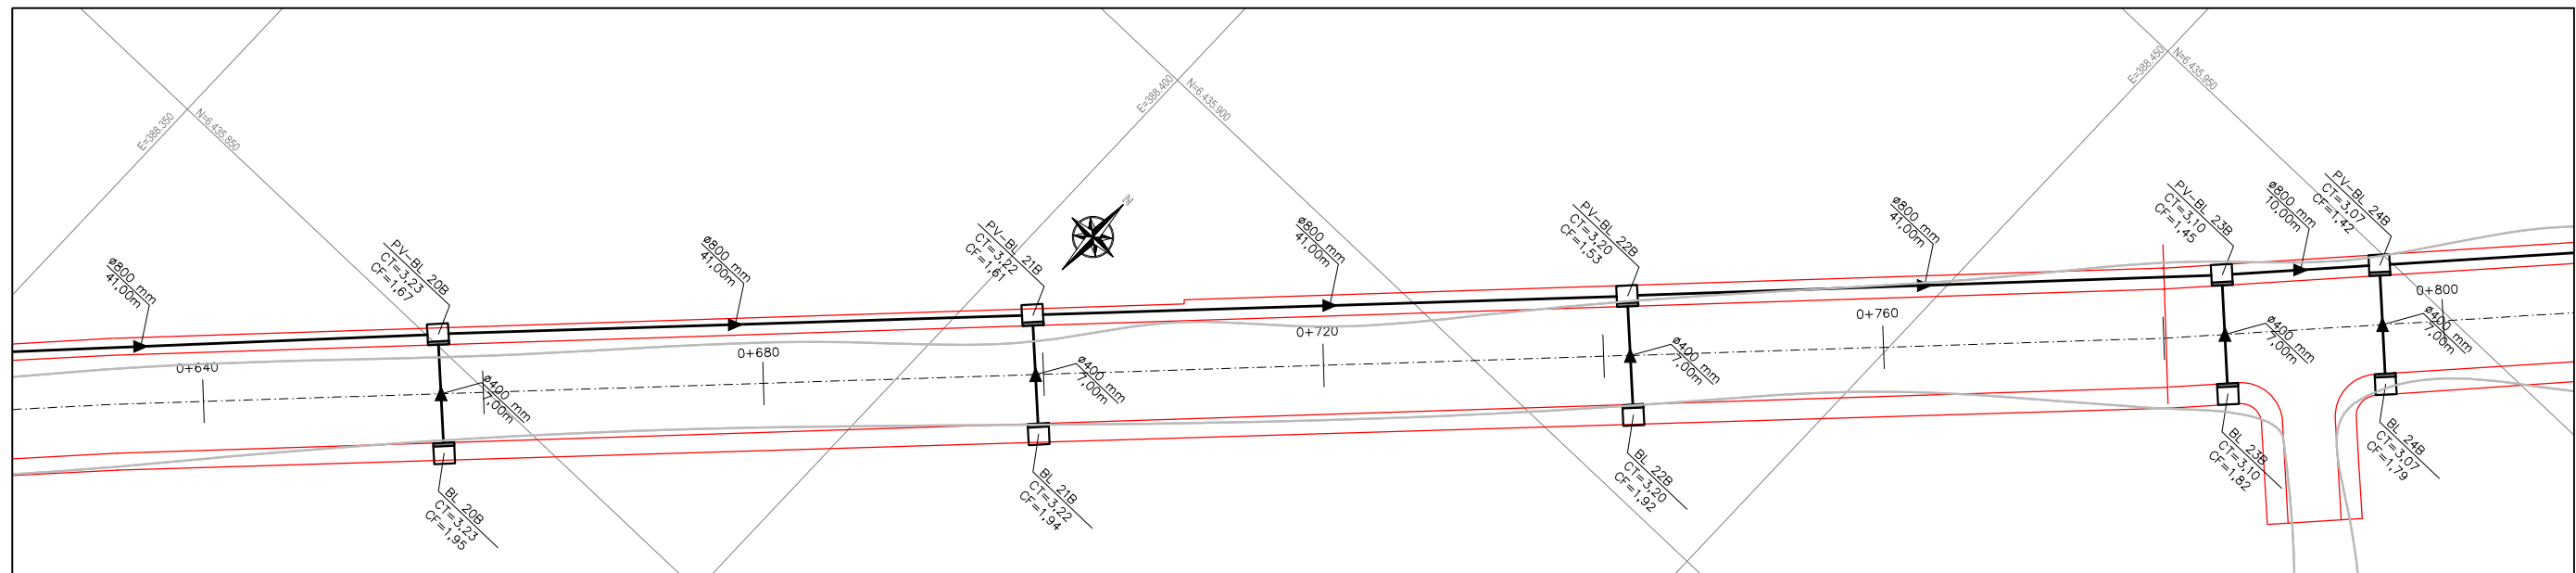 E=388.350
N=6.435.850
E=388.400
N=6.435.900
E=388.450
N=6.435.950
ø800 mm
41,00m
PV-BL 20B
CT=3,23
CF=1,67
ø800 mm
41,00m
PV-BL 21B
CT=3,22
CF=1,61
N
ø800 mm
41,00m
PV-BL 22B
CT=3,20
CF=1,53
ø800 mm
41,00m
PV-BL 23B
CT=3,10
CF=1,45
ø800 mm
10,00m
PV-BL 24B
CT=3,07
CF=1,42
0+640
0+680
0+720
0+760
0+800
ø400 mm
7,00m
ø400 mm
7,00m
ø400 mm
7,00m
ø400 mm
7,00m
ø400 mm
7,00m
BL 20B
CT=3,23
CF=1,95
BL 21B
CT=3,22
CF=1,94
BL 22B
CT=3,20
CF=1,92
BL 23B
CT=3,10
CF=1,82
BL 24B
CT=3,07
CF=1,79